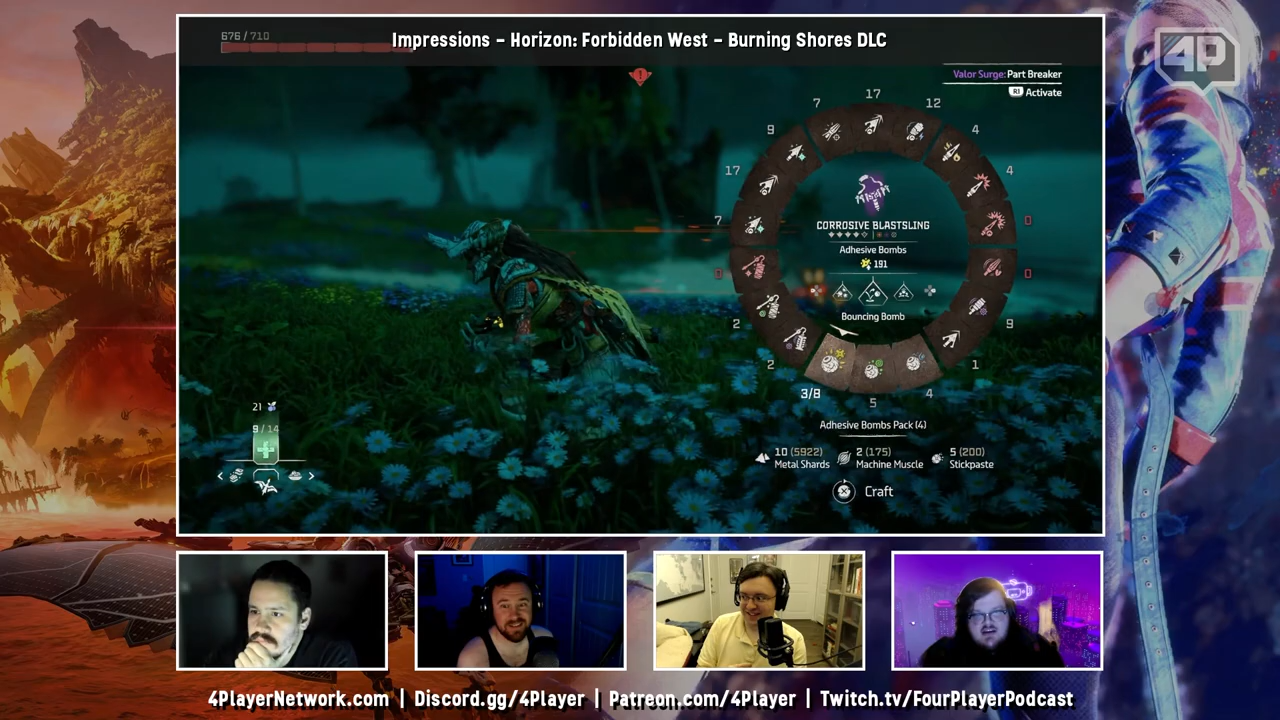 Impressions - Horizon: Forbidden West - Burning Shores DLC
4P
676 / 710
Valor Surge: Part Breaker
R1 Activate
17
7
12
9
4
17
4
7
0
0
0
2
9
2
1
3/8
5
4
CORROSIVE BLASTSLING
Adhesive Bombs
191
Bouncing Bomb
Adhesive Bombs Pack (4)
10 (5922) Metal Shards
2 (175) Machine Muscle
5 (200) Stickpaste
Craft
21
9 / 14
4PlayerNetwork.com | Discord.gg/4Player | Patreon.com/4Player | Twitch.tv/FourPlayerPodcast